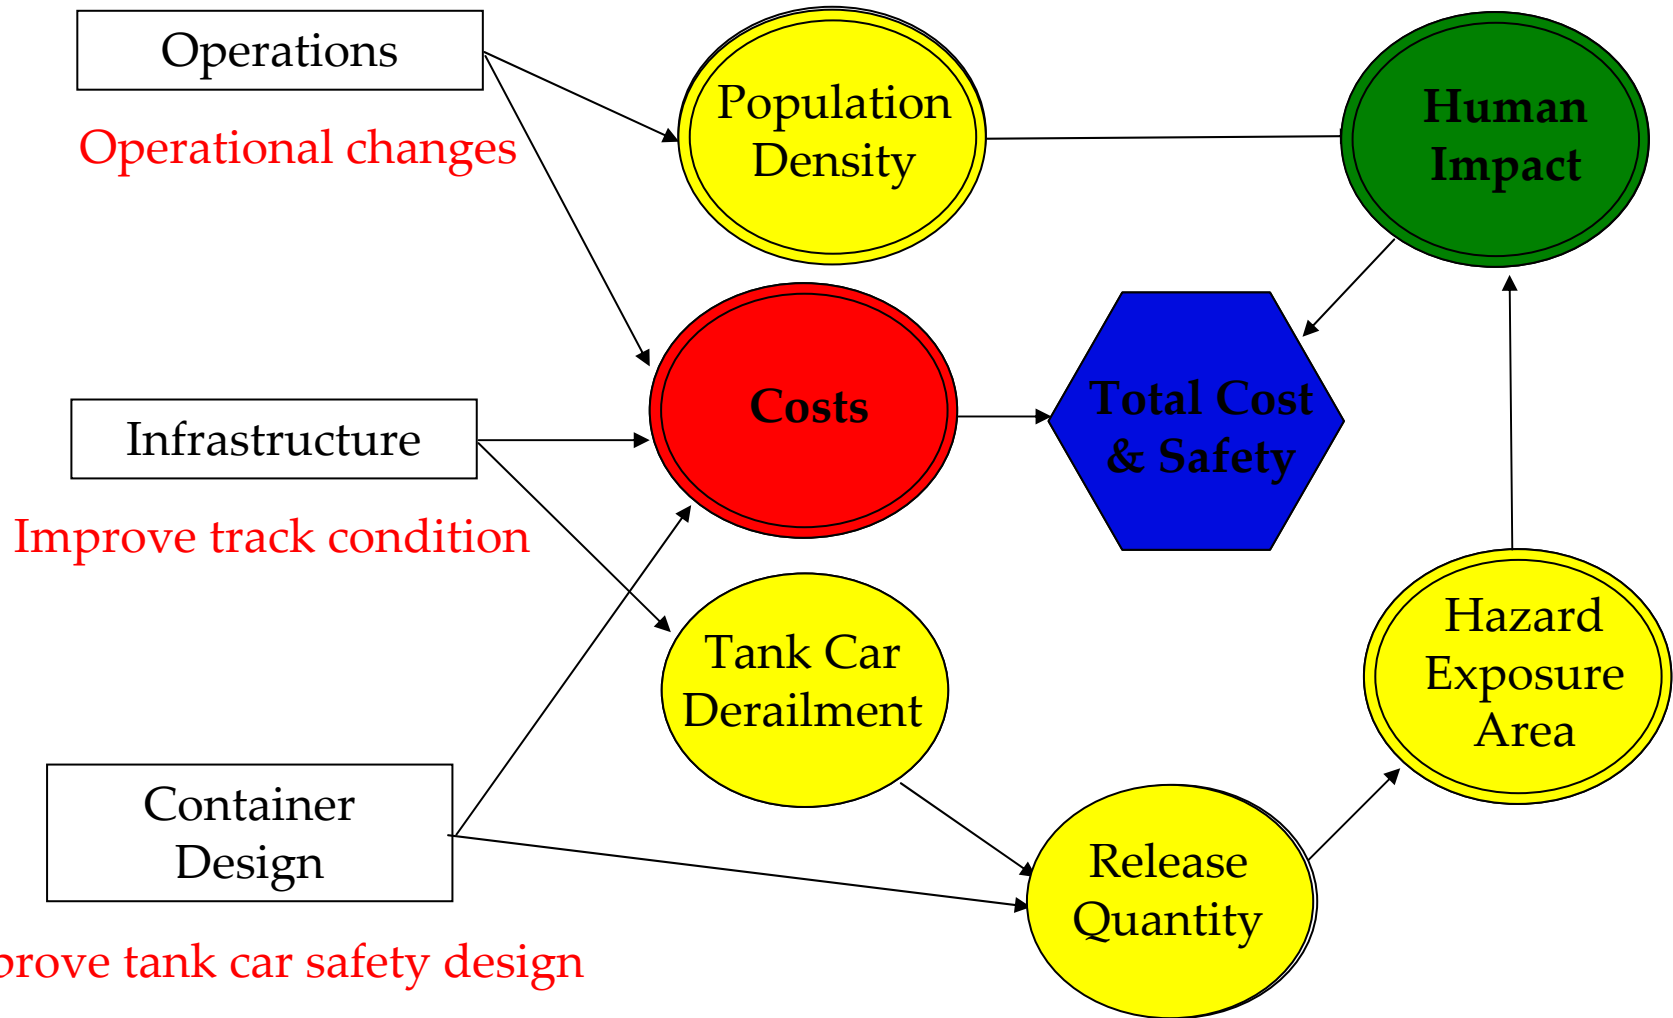 Operations
Operational changes
Population
Density
Human
Impact
Costs
Total Cost
& Safety
Infrastructure
Improve track condition
Tank Car
Derailment
Hazard
Exposure
Area
Container
Design
Release
Quantity
prove tank car safety design